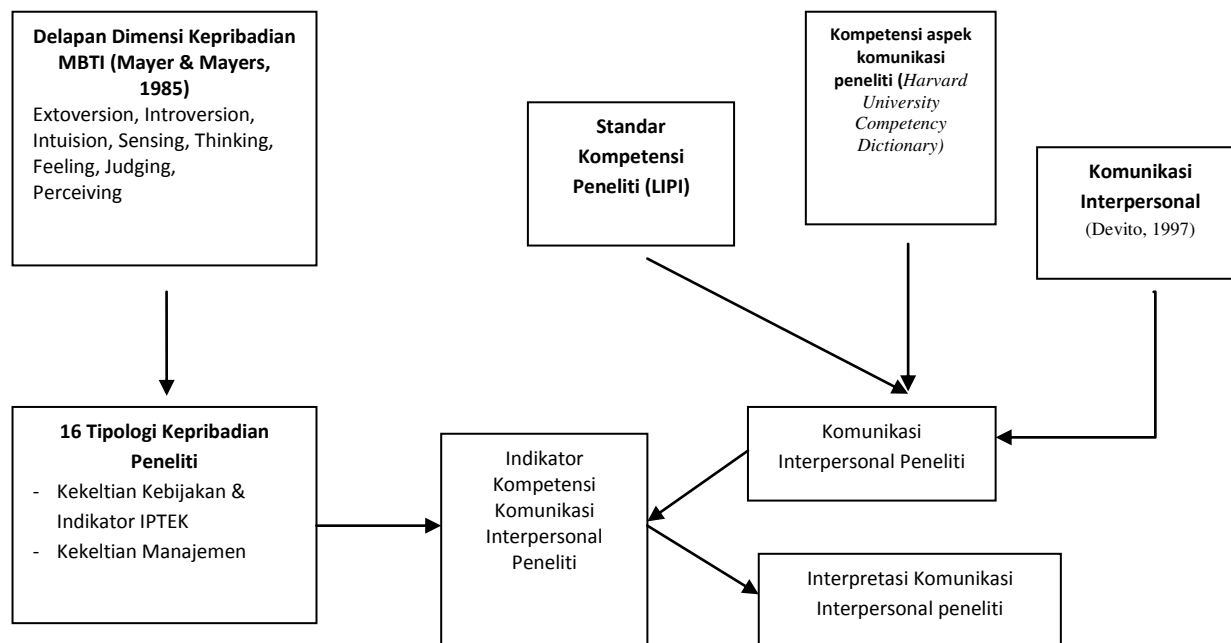 Delapan Dimensi Kepribadian
MBTI (Mayer & Mayers,
1985)
Extoversion, Introversion,
Intuision, Sensing, Thinking,
Feeling, Judging,
Perceiving
Standar
Kompetensi
Peneliti (LIPI)
Kompetensi aspek
komunikasi
peneliti (Harvard
University
Competency
Dictionary)
Komunikasi
Interpersonal
(Devito, 1997)
16 Tipologi Kepribadian
Peneliti
- Kekeltian Kebijakan &
Indikator IPTEK
- Kekeltian Manajemen
Indikator
Kompetensi
Komunikasi
Interpersonal
Peneliti
Komunikasi
Interpersonal Peneliti
Interpretasi Komunikasi
Interpersonal peneliti